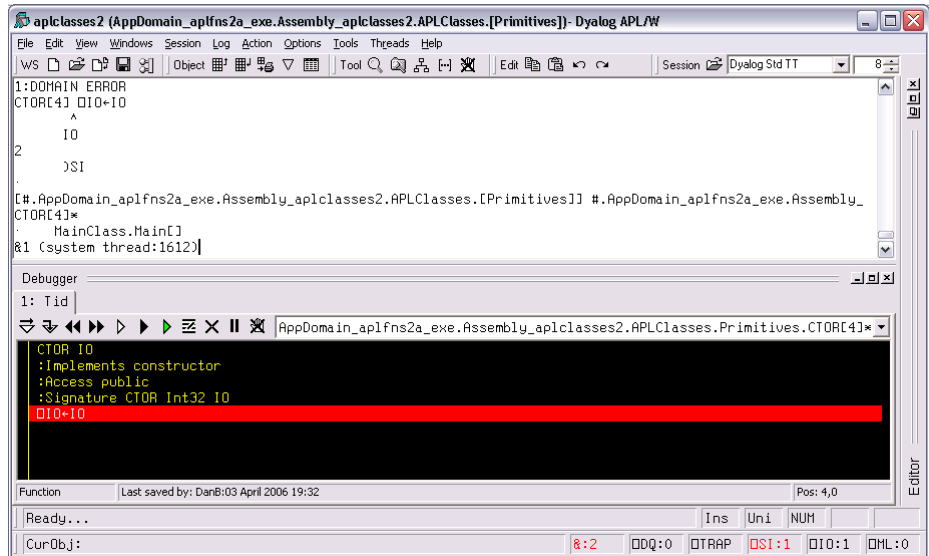 aplclasses2 (AppDomain_aplfns2a_exe.Assembly_aplclasses2.APLClasses.[Primitives])- Dyalog APL/W
File Edit View Windows Session Log Action Options Tools Threads Help
WS Object Tool Edit Session Dyalog Std TT 8
1:DOMAIN ERROR
CTOR[4] ⎕IO←IO
^
IO
2
)SI
·
[#.AppDomain_aplfns2a_exe.Assembly_aplclasses2.APLClasses.[Primitives]] #.AppDomain_aplfns2a_exe.Assembly_
CTOR[4]*
· MainClass.Main[]
&1 (system thread:1612)
Debugger
1: Tid
AppDomain_aplfns2a_exe.Assembly_aplclasses2.APLClasses.Primitives.CTOR[4]*
CTOR IO
:Implements constructor
:Access public
:Signature CTOR Int32 IO
⎕IO←IO
Function Last saved by: DanB:03 April 2006 19:32 Pos: 4,0
Editor
Ready... Ins Uni NUM
CurObj: &:2 ⎕DQ:0 ⎕TRAP ⎕SI:1 ⎕IO:1 ⎕ML:0